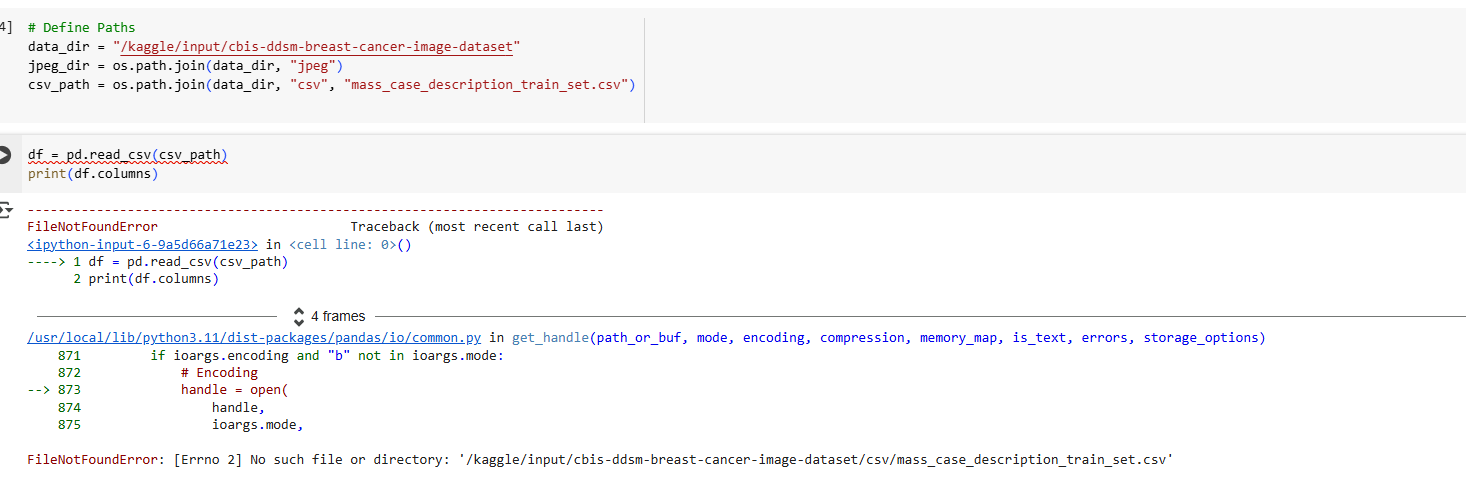 4] # Define Paths
data_dir = "/kaggle/input/cbis-ddsm-breast-cancer-image-dataset"
jpeg_dir = os.path.join(data_dir, "jpeg")
csv_path = os.path.join(data_dir, "csv", "mass_case_description_train_set.csv")
df = pd.read_csv(csv_path)
print(df.columns)
---------------------------------------------------------------------------
FileNotFoundError                         Traceback (most recent call last)
<ipython-input-6-9a5d66a71e23> in <cell line: 0>()
----> 1 df = pd.read_csv(csv_path)
      2 print(df.columns)
4 frames
/usr/local/lib/python3.11/dist-packages/pandas/io/common.py in get_handle(path_or_buf, mode, encoding, compression, memory_map, is_text, errors, storage_options)
    871         if ioargs.encoding and "b" not in ioargs.mode:
    872             # Encoding
--> 873             handle = open(
    874                 handle,
    875                 ioargs.mode,
FileNotFoundError: [Errno 2] No such file or directory: '/kaggle/input/cbis-ddsm-breast-cancer-image-dataset/csv/mass_case_description_train_set.csv'